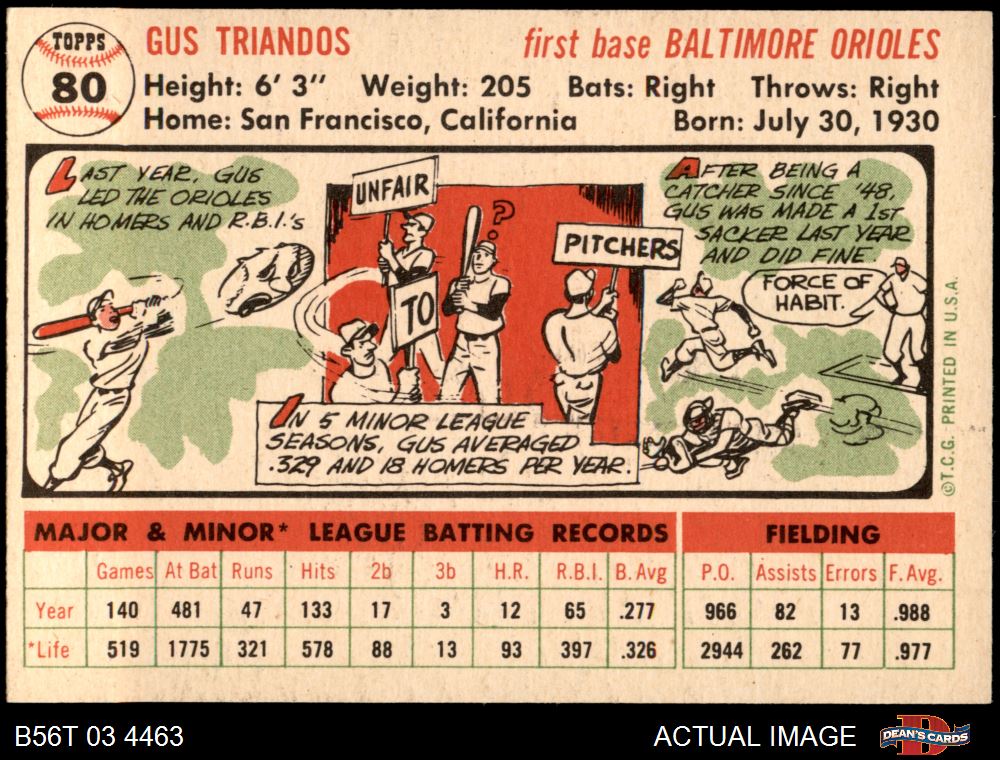 TOPPS
80
GUS TRIANDOS first base BALTIMORE ORIOLES
Height: 6' 3" Weight: 205 Bats: Right Throws: Right
Home: San Francisco, California Born: July 30, 1930
LAST YEAR, GUS
LED THE ORIOLES
IN HOMERS AND R.B.I.'s
UNFAIR
TO
PITCHERS
?
IN 5 MINOR LEAGUE
SEASONS, GUS AVERAGED
.329 AND 18 HOMERS PER YEAR.
AFTER BEING A
CATCHER SINCE '48,
GUS WAS MADE A 1ST
SACKER LAST YEAR
AND DID FINE.
FORCE OF
HABIT.
©T.C.G. PRINTED IN U.S.A.
MAJOR & MINOR* LEAGUE BATTING RECORDS FIELDING
Games At Bat Runs Hits 2b 3b H.R. R.B.I. B. Avg P.O. Assists Errors F. Avg.
Year 140 481 47 133 17 3 12 65 .277 966 82 13 .988
*Life 519 1775 321 578 88 13 93 397 .326 2944 262 77 .977
B56T 03 4463 ACTUAL IMAGE DEAN'S CARDS